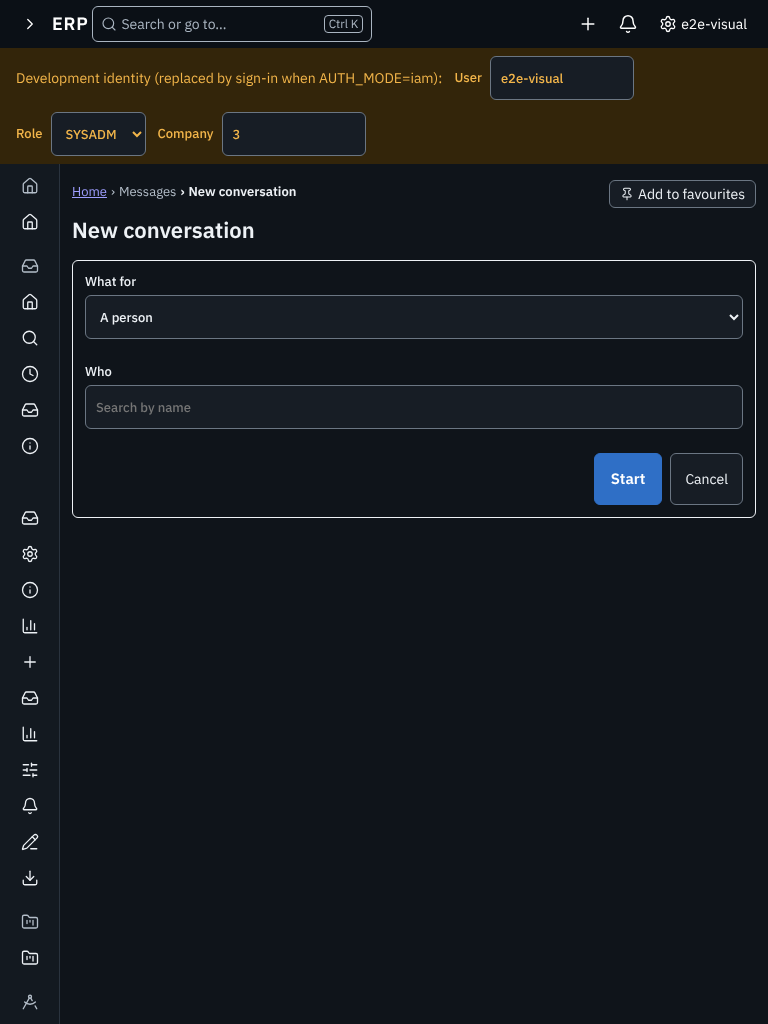 ERP
Search or go to...
Ctrl K
e2e-visual
Development identity (replaced by sign-in when AUTH_MODE=iam):
User
e2e-visual
Role
SYSADM
Company
3
Home › Messages › New conversation
Add to favourites
New conversation
What for
A person
Who
Search by name
Start
Cancel